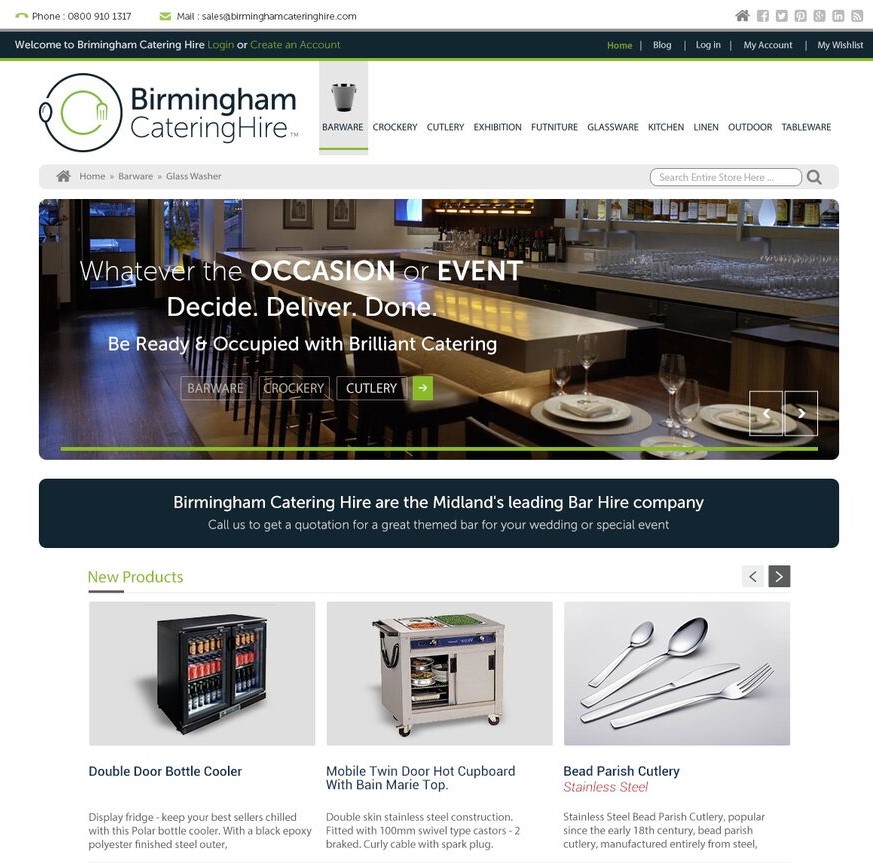 Phone : 0800 910 1317
Mail : sales@birminghamcateringhire.com
Welcome to Brimingham Catering Hire Login or Create an Account
Home | Blog | Log in | My Account | My Wishlist
Birmingham
CateringHire™
BARWARE CROCKERY CUTLERY EXHIBITION FUTNITURE GLASSWARE KITCHEN LINEN OUTDOOR TABLEWARE
Home » Barware » Glass Washer
Search Entire Store Here ...
Whatever the OCCASION or EVENT
Decide. Deliver. Done.
Be Ready & Occupied with Brilliant Catering
BARWARE CROCKERY CUTLERY
Birmingham Catering Hire are the Midland's leading Bar Hire company
Call us to get a quotation for a great themed bar for your wedding or special event
New Products
Double Door Bottle Cooler
Display fridge - keep your best sellers chilled
with this Polar bottle cooler. With a black epoxy
polyester finished steel outer,
Mobile Twin Door Hot Cupboard
With Bain Marie Top.
Double skin stainless steel construction.
Fitted with 100mm swivel type castors - 2
braked. Curly cable with spark plug.
Bead Parish Cutlery
Stainless Steel
Stainless Steel Bead Parish Cutlery, popular
since the early 18th century, bead parish
cutlery, manufactured entirely from steel,